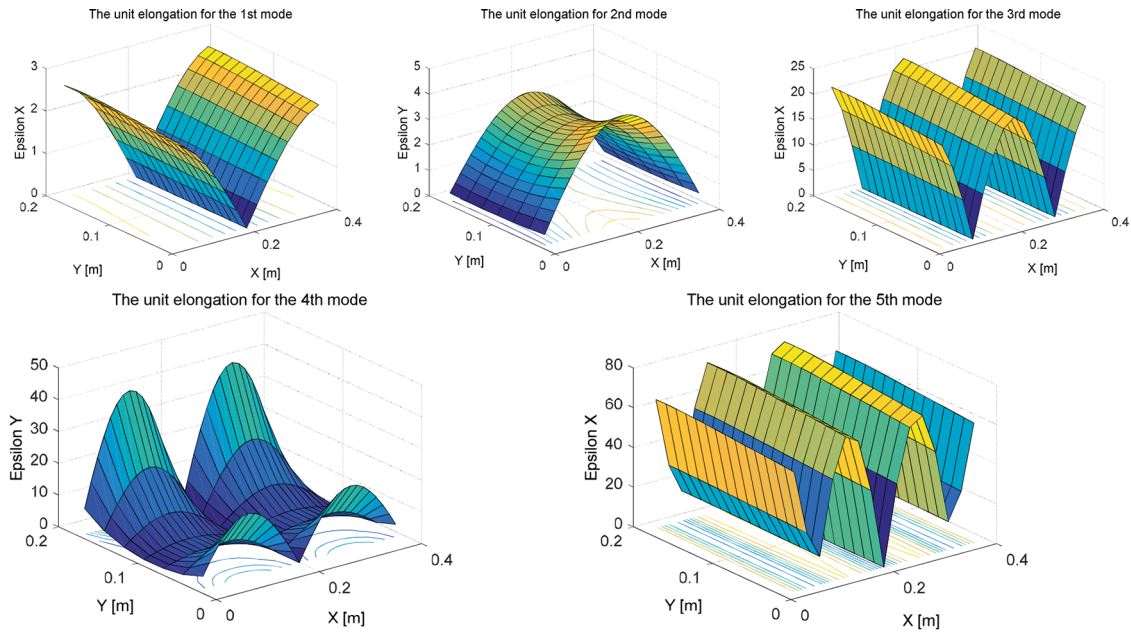 The unit elongation for the 1st mode
3
2
1
0
0.2
0.1
0
0
0.2
0.4
Epsilon X
Y [m]
X [m]
The unit elongation for 2nd mode
5
4
3
2
1
0
0.2
0.1
0
0
0.2
0.4
Epsilon Y
Y [m]
X [m]
The unit elongation for the 3rd mode
25
20
15
10
5
0
0.2
0.1
0
0
0.2
0.4
Epsilon X
Y [m]
X [m]
The unit elongation for the 4th mode
50
40
30
20
10
0
0.2
0.1
0
0
0.2
0.4
Epsilon Y
Y [m]
X [m]
The unit elongation for the 5th mode
80
60
40
20
0
0.2
0.1
0
0
0.2
0.4
Epsilon X
Y [m]
X [m]